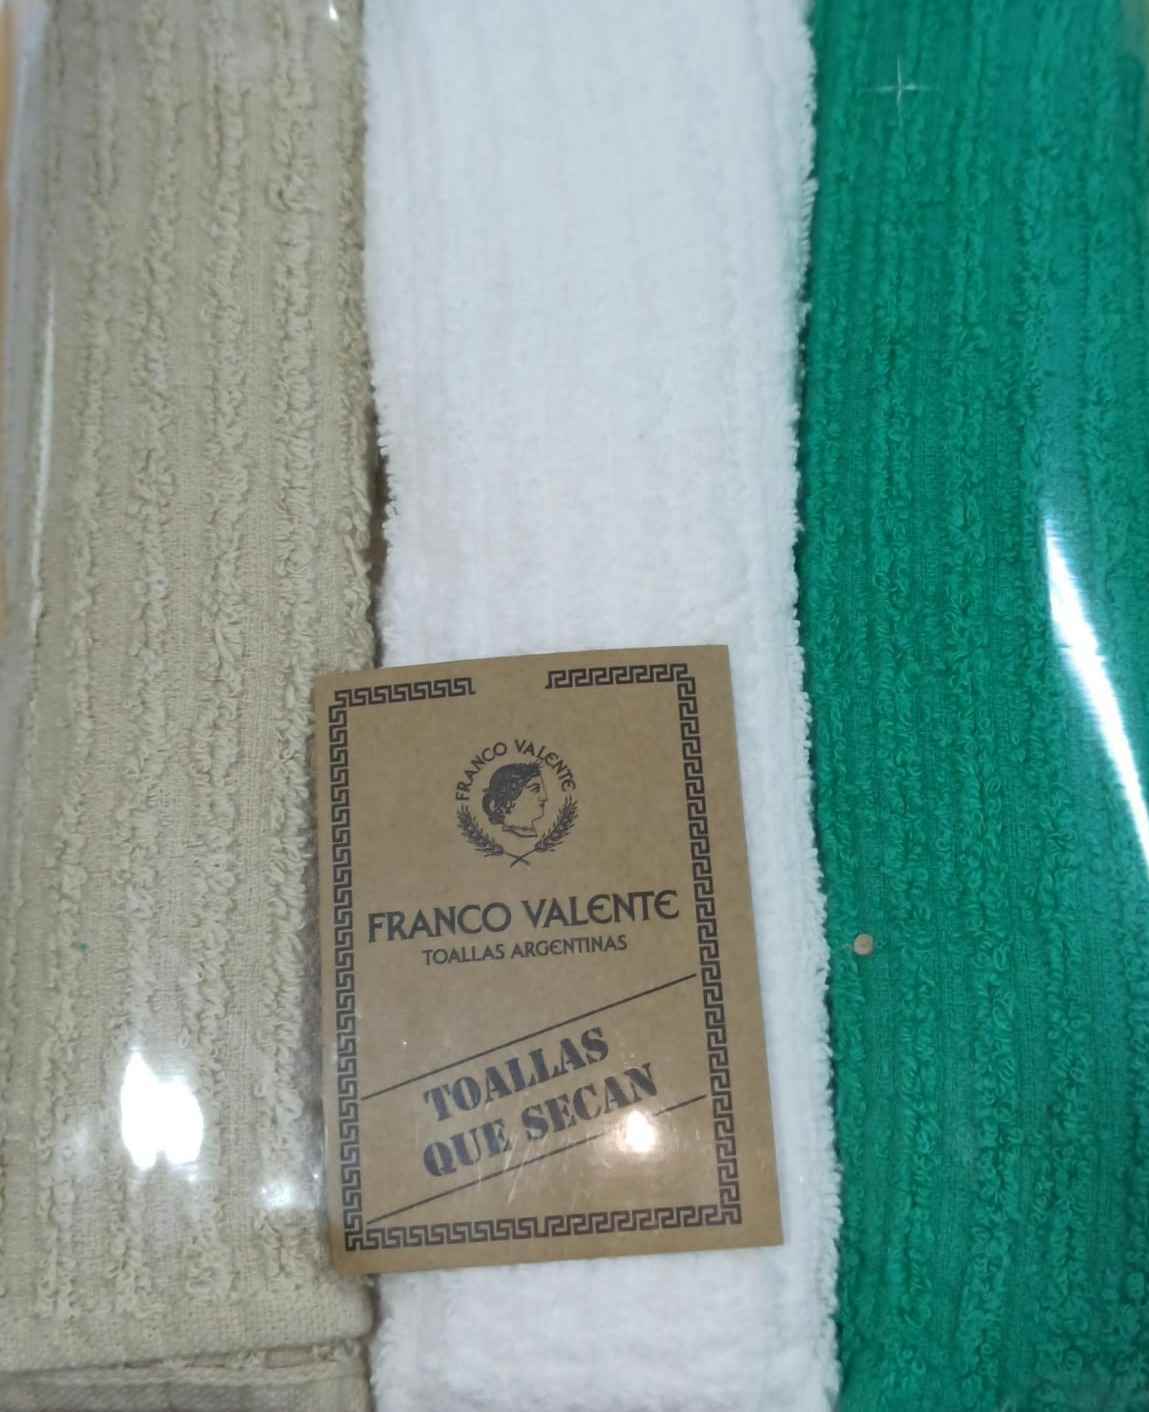 FRANCO VALENTE
FRANCO VALENTE
TOALLAS ARGENTINAS
TOALLAS
QUE SECAN